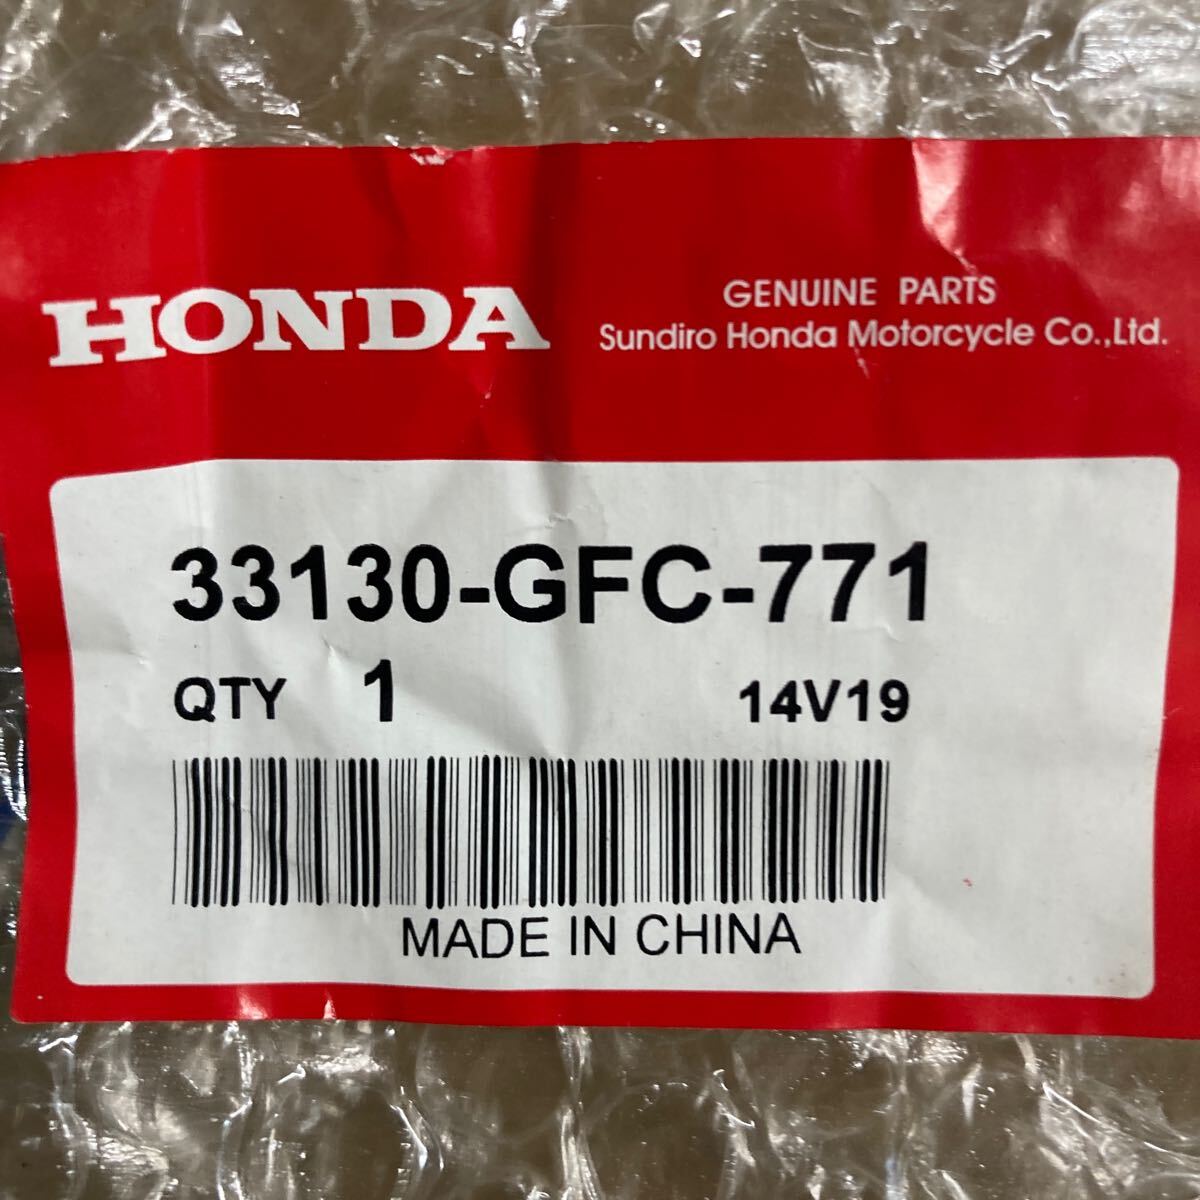 HONDA
GENUINE PARTS
Sundiro Honda Motorcycle Co.,Ltd.
33130-GFC-771
QTY 1 14V19
MADE IN CHINA